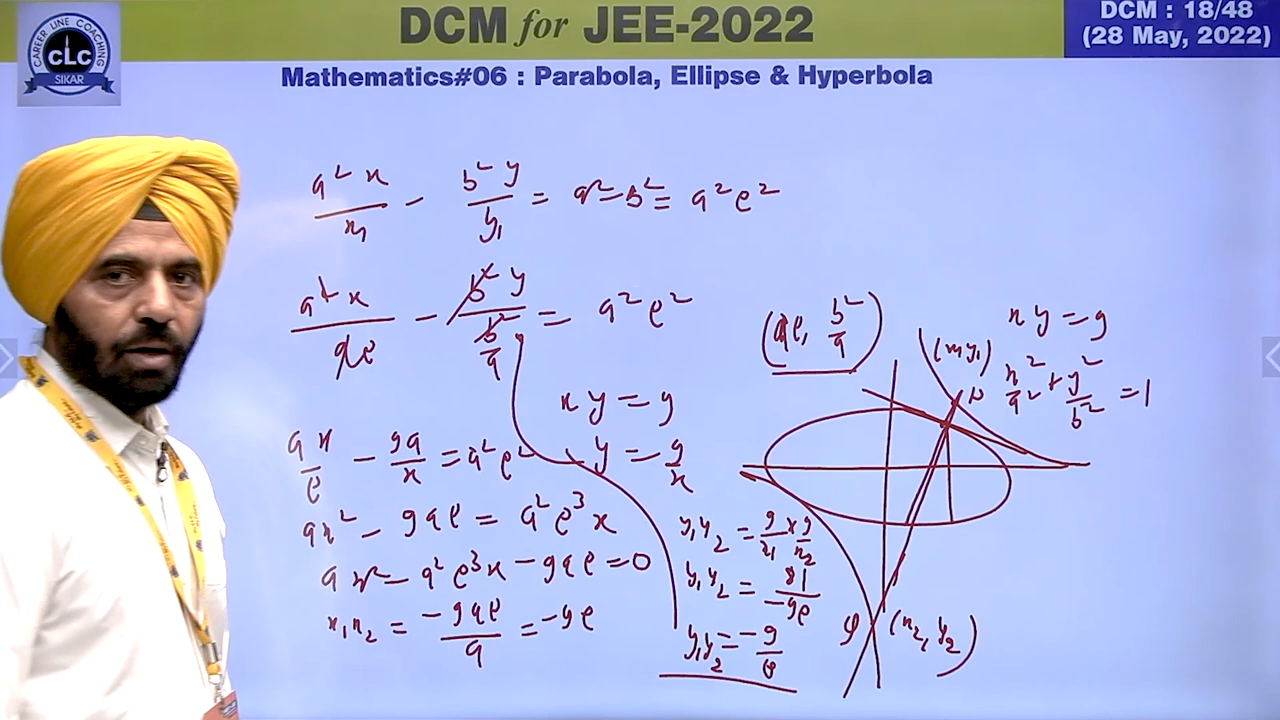 DCM for JEE-2022
DCM : 18/48
(28 May, 2022)
CAREER LINE COACHING
CLC
SIKAR
Mathematics#06 : Parabola, Ellipse & Hyperbola
a²x/x₁ − b²y/y₁ = a²−b² = a²e²
a²x/ae − b²y/(b²/a) = a²e²
(ae, b²/a)
xy = 9
(x₁y₁)
P
x²/a² + y²/b² = 1
xy = 9
ax/e − 9a/x = a²e²
y = 9/x
ax² − 9ae = a²e³x
ax² − a²e³x − 9ae = 0
x₁x₂ = −9ae/a = −9e
y₁y₂ = 9/x₁ × 9/x₂
y₁y₂ = 81/−9e
y₁y₂ = −9/e
Q (x₂, y₂)